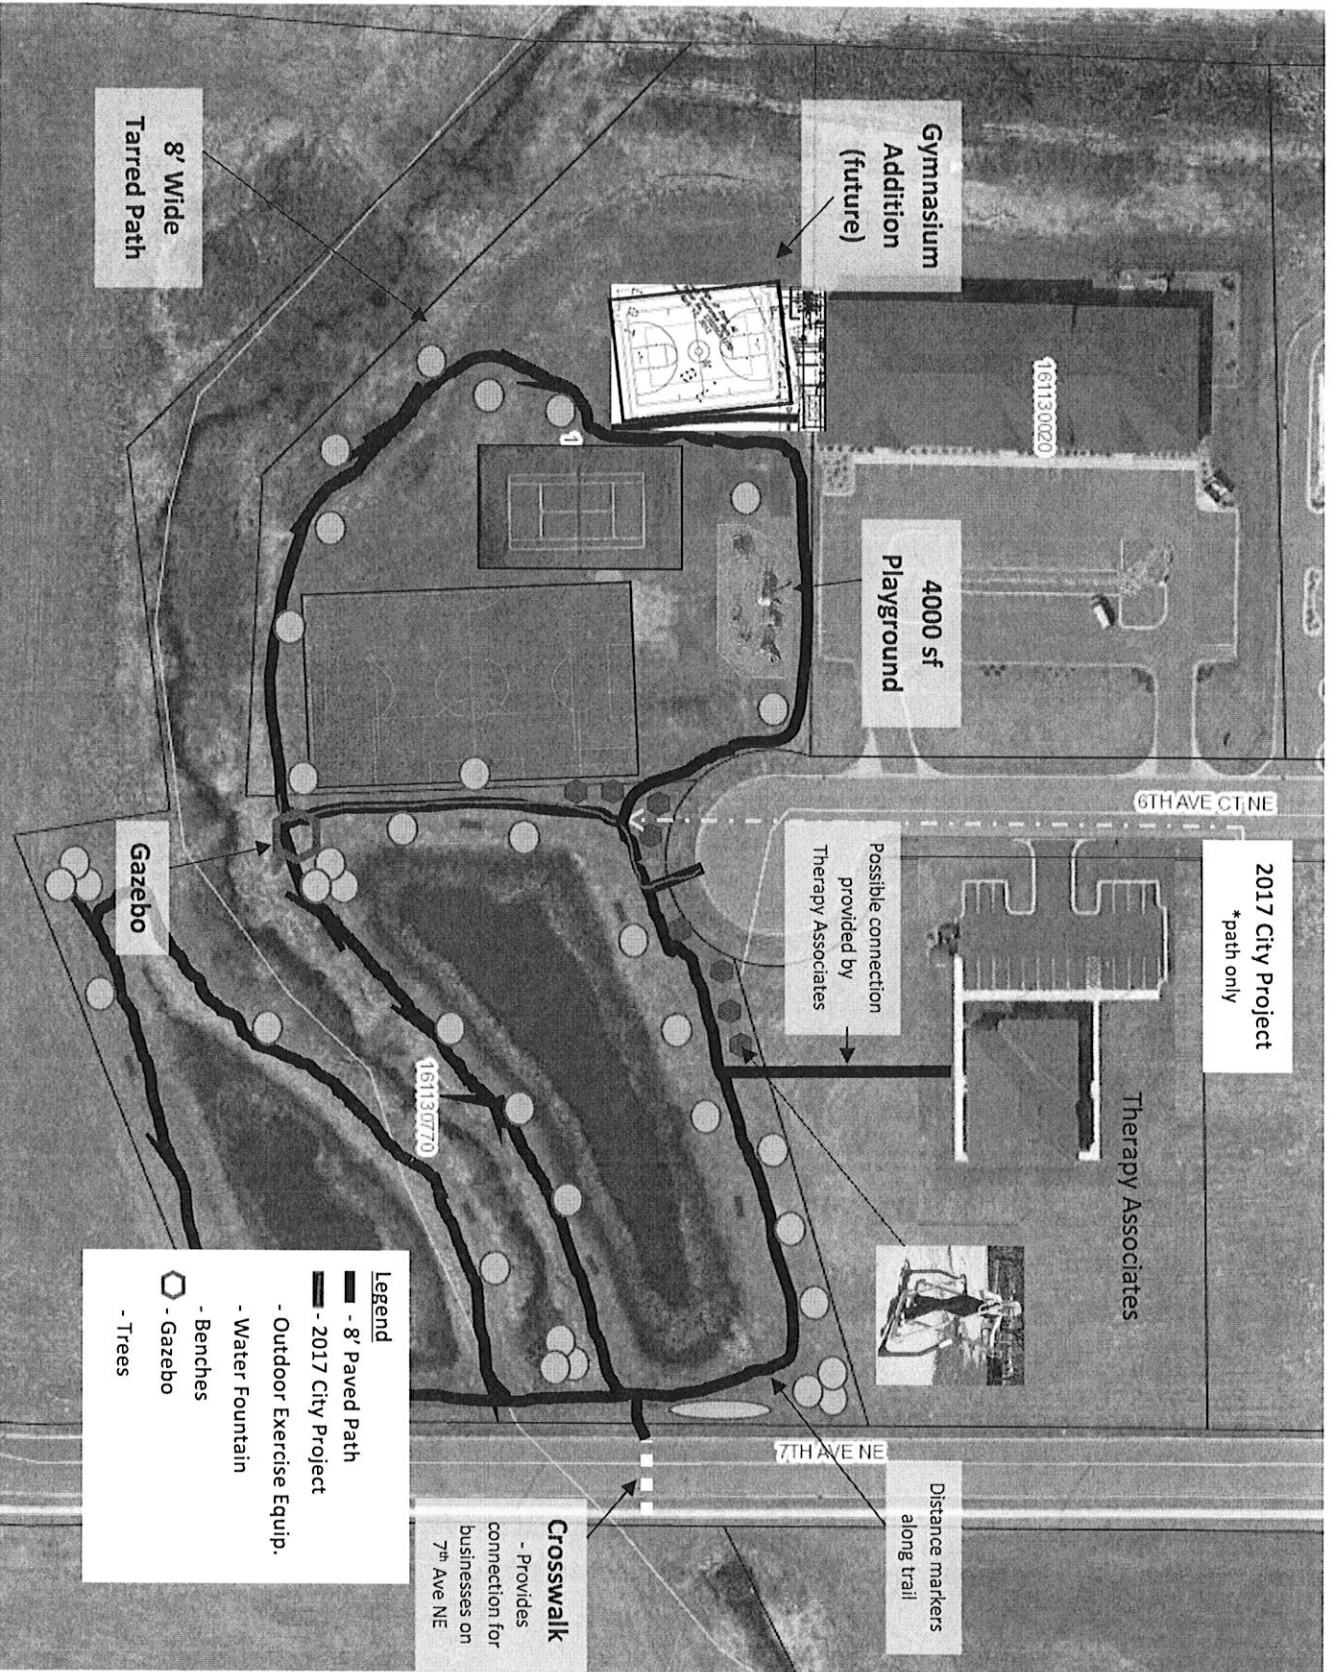 2017 City Project
*path only
Therapy Associates
6TH AVE CT NE
161130020
Gymnasium
Addition
(future)
4000 sf
Playground
Possible connection
provided by
Therapy Associates
Distance markers
along trail
7TH AVE NE
1
161130770
Crosswalk
- Provides
connection for
businesses on
7th Ave NE
8' Wide
Tarred Path
Gazebo
Legend
- 8' Paved Path
- 2017 City Project
- Outdoor Exercise Equip.
- Water Fountain
- Benches
- Gazebo
- Trees